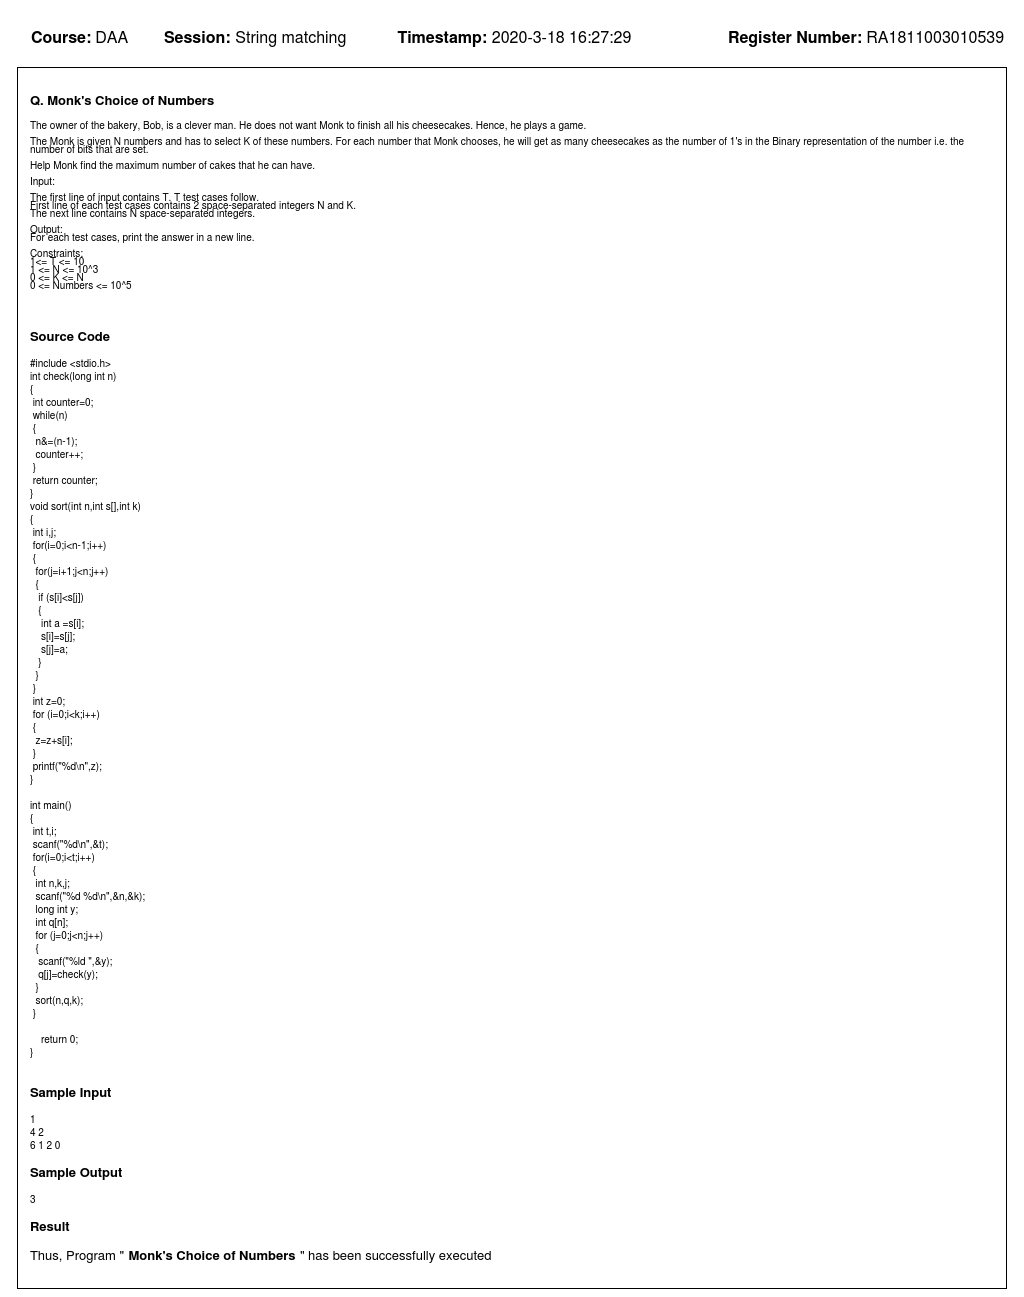 Course: DAA Session: String matching Timestamp: 2020-3-18 16:27:29 Register Number: RA1811003010539
Q. Monk's Choice of Numbers
The owner of the bakery, Bob, is a clever man. He does not want Monk to finish all his cheesecakes. Hence, he plays a game.
The Monk is given N numbers and has to select K of these numbers. For each number that Monk chooses, he will get as many cheesecakes as the number of 1's in the Binary representation of the number i.e. the
number of bits that are set.
Help Monk find the maximum number of cakes that he can have.
Input:
The first line of input contains T. T test cases follow.
First line of each test cases contains 2 space-separated integers N and K.
The next line contains N space-separated integers.
Output:
For each test cases, print the answer in a new line.
Constraints:
1<= T <= 10
1 <= N <= 10^3
0 <= K <= N
0 <= Numbers <= 10^5
Source Code
#include <stdio.h>
int check(long int n)
{
 int counter=0;
 while(n)
 {
  n&=(n-1);
  counter++;
 }
 return counter;
}
void sort(int n,int s[],int k)
{
 int i,j;
 for(i=0;i<n-1;i++)
 {
  for(j=i+1;j<n;j++)
  {
   if (s[i]<s[j])
   {
    int a =s[i];
    s[i]=s[j];
    s[j]=a;
   }
  }
 }
 int z=0;
 for (i=0;i<k;i++)
 {
  z=z+s[i];
 }
 printf("%d\n",z);
}
int main()
{
 int t,i;
 scanf("%d\n",&t);
 for(i=0;i<t;i++)
 {
  int n,k,j;
  scanf("%d %d\n",&n,&k);
  long int y;
  int q[n];
  for (j=0;j<n;j++)
  {
   scanf("%ld ",&y);
   q[j]=check(y);
  }
  sort(n,q,k);
 }
    return 0;
}
Sample Input
1
4 2
6 1 2 0
Sample Output
3
Result
Thus, Program " Monk's Choice of Numbers " has been successfully executed